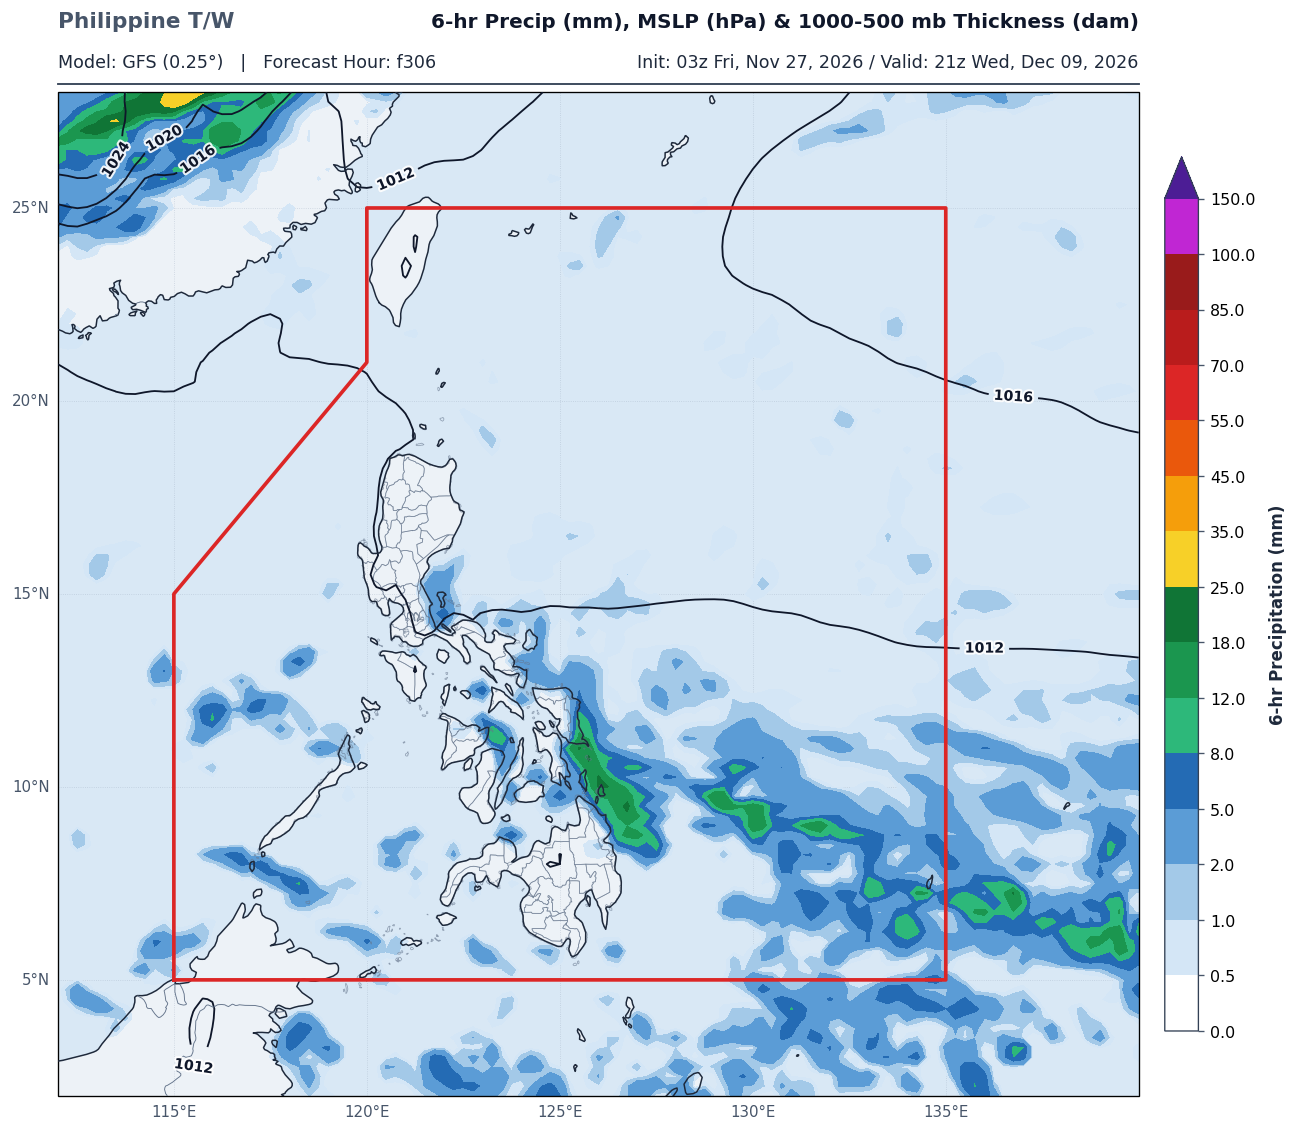 Philippine T/W
6-hr Precip (mm), MSLP (hPa) & 1000-500 mb Thickness (dam)
Model: GFS (0.25°) | Forecast Hour: f306
Init: 03z Fri, Nov 27, 2026 / Valid: 21z Wed, Dec 09, 2026
1024
1020
1016
1012
1016
1012
1012
25°N
20°N
15°N
10°N
5°N
115°E
120°E
125°E
130°E
135°E
150.0
100.0
85.0
70.0
55.0
45.0
35.0
25.0
18.0
12.0
8.0
5.0
2.0
1.0
0.5
0.0
6-hr Precipitation (mm)